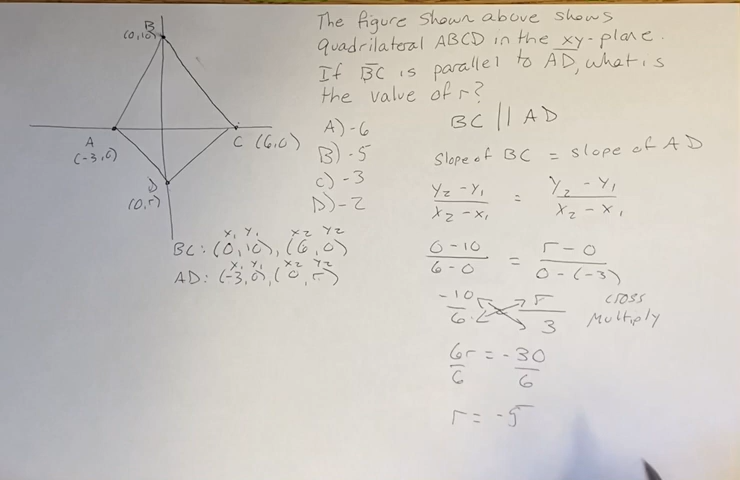 The figure shown above shows
quadrilateral ABCD in the xy-plane.
If BC is parallel to AD, what is
the value of r?
B
(0,10)
A
(-3,0)
C (6,0)
D
(0,r)
A) -6
B) -5
C) -3
D) -2
BC || AD
Slope of BC = slope of AD
Y2 - Y1 / X2 - X1 = Y2 - Y1 / X2 - X1
0-10 / 6-0 = r-0 / 0-(-3)
-10 / 6 r / 3 cross multiply
6r / 6 = -30 / 6
r = -5
X1 Y1 X2 Y2
BC: (0,10), (6,0)
X1 Y1 X2 Y2
AD: (-3,0), (0,r)